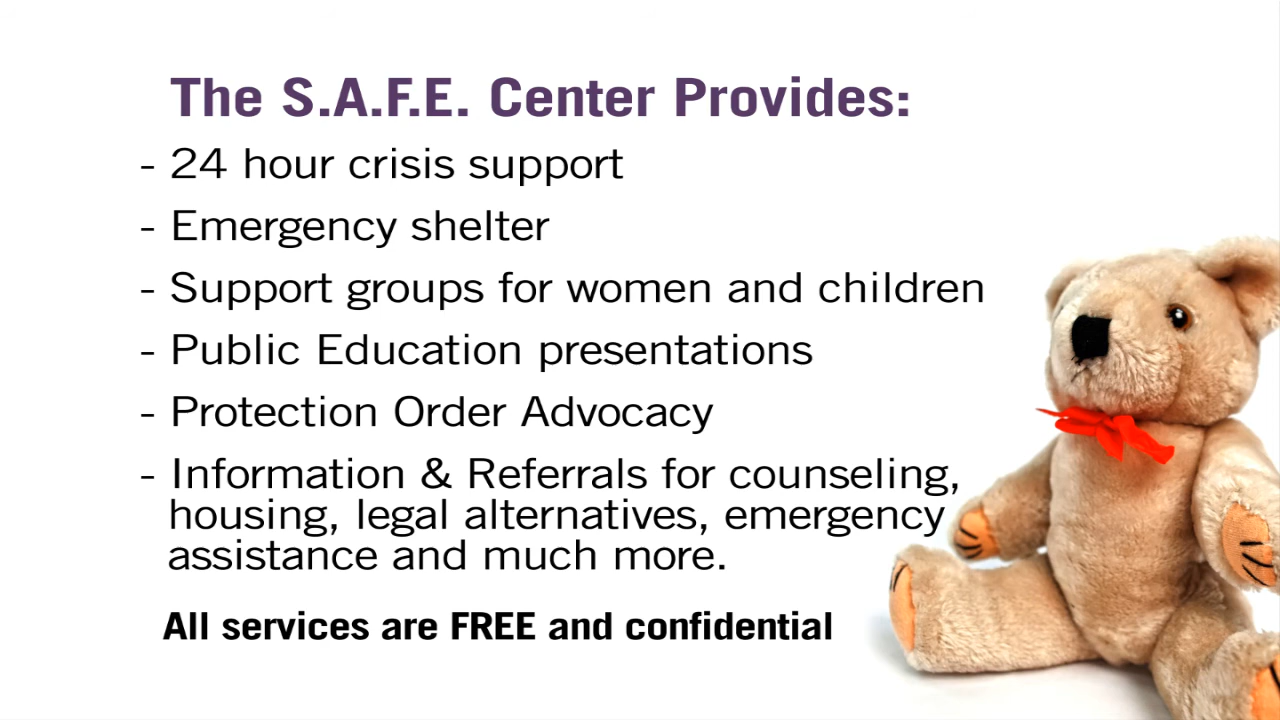 The S.A.F.E. Center Provides:
- 24 hour crisis support
- Emergency shelter
- Support groups for women and children
- Public Education presentations
- Protection Order Advocacy
- Information & Referrals for counseling,
housing, legal alternatives, emergency
assistance and much more.
All services are FREE and confidential